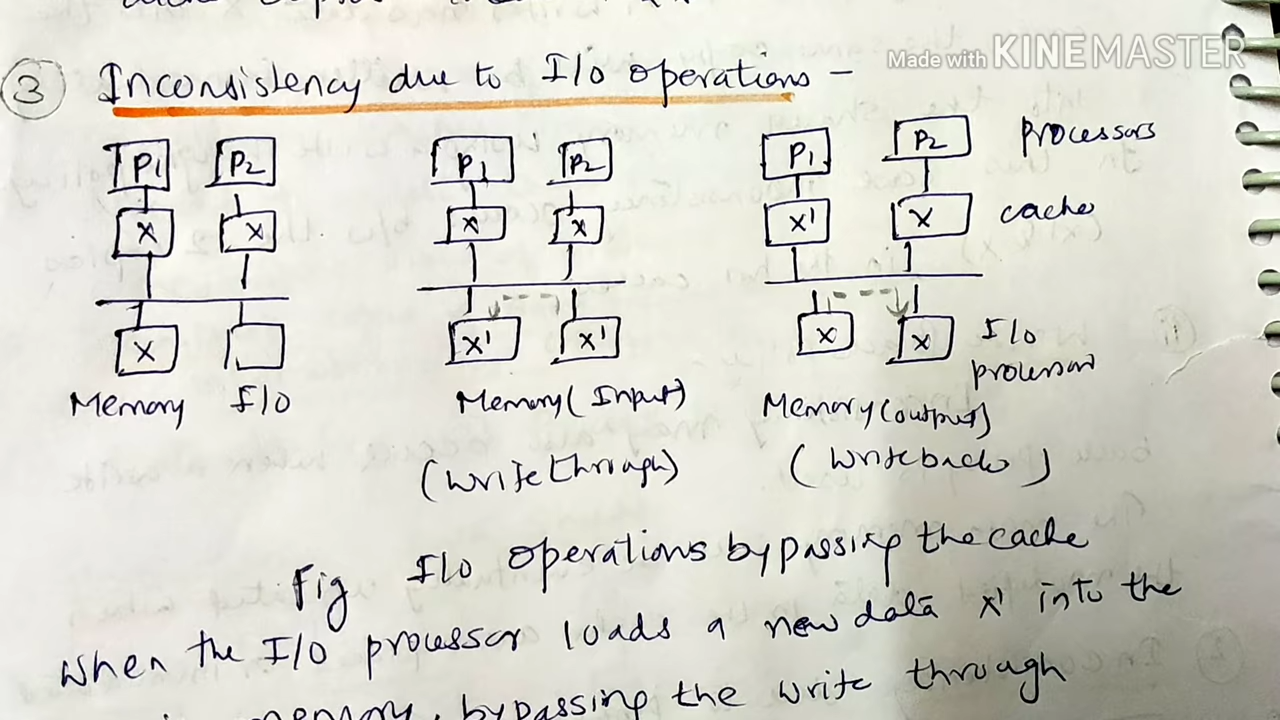 Made with KINEMASTER
③ Inconsistency due to I/O operations -
P1 P2 P1 P2 P1 P2 processors
X X X X X' X cache
X X' X' X X I/O
processor
Memory I/O Memory (Input) Memory (output)
(write through) (write back)
Fig I/O operations bypassing the cache
when the I/O processor loads a new data X' into the
memory, bypassing the write through